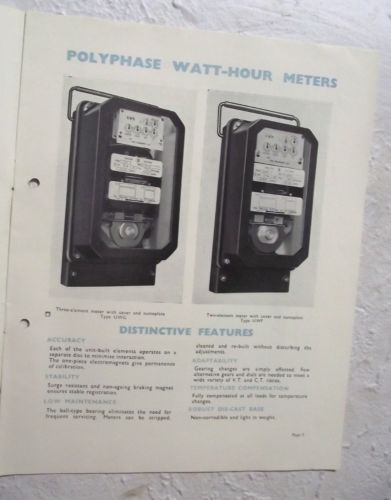 POLYPHASE WATT-HOUR METERS
Three-element meter with cover and nameplate
Type UWG.
Two-element meter with cover and nameplate
Type UWF
DISTINCTIVE FEATURES
ACCURACY
Each of the unit-built elements operates on a
separate disc to minimise interaction.
The one-piece electromagnets give permanence
of calibration.
STABILITY
Surge resistant and non-ageing braking magnet
ensures stable registration.
LOW MAINTENANCE
The ball-type bearing eliminates the need for
frequent servicing. Meters can be stripped,
cleaned and re-built without disturbing the
adjustments.
ADAPTABILITY
Gearing changes are simply effected. Few
alternative gears and dials are needed to meet a
wide variety of V.T. and C.T. ratios.
TEMPERATURE COMPENSATION
Fully compensated at all loads for temperature
changes.
ROBUST DIE-CAST BASE
Non-corrodible and light in weight.
Page